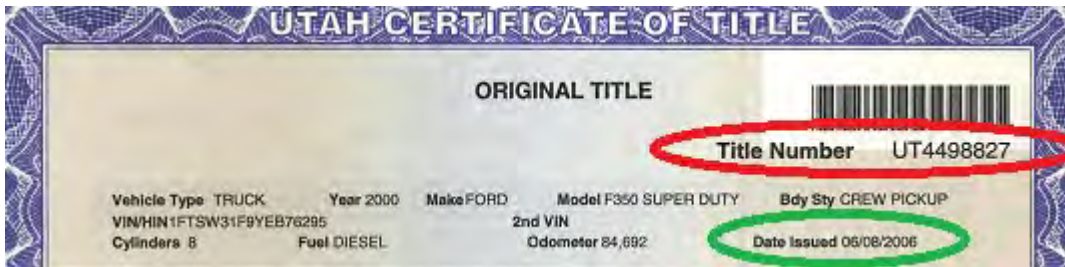 UTAH CERTIFICATE OF TITLE
ORIGINAL TITLE
Title Number UT4498827
Vehicle Type TRUCK Year 2000 Make FORD Model F350 SUPER DUTY Bdy Sty CREW PICKUP
VIN/HIN 1FTSW31F9YEB76295 2nd VIN
Cylinders 8 Fuel DIESEL Odometer 84,692 Date Issued 06/08/2006